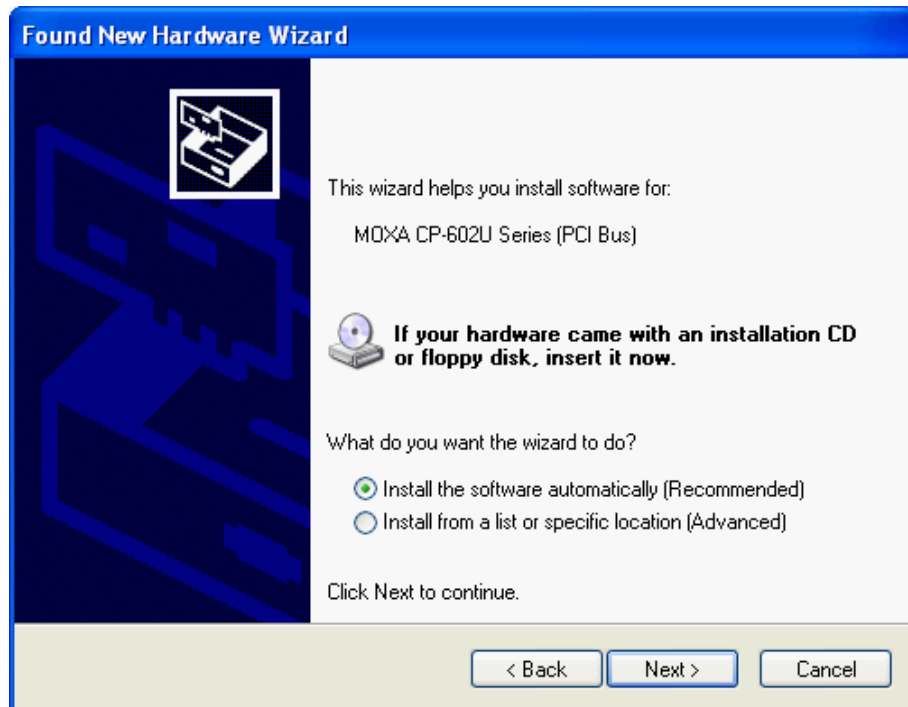 Found New Hardware Wizard
This wizard helps you install software for:
MOXA CP-602U Series (PCI Bus)
If your hardware came with an installation CD
or floppy disk, insert it now.
What do you want the wizard to do?
Install the software automatically (Recommended)
Install from a list or specific location (Advanced)
Click Next to continue.
< Back Next > Cancel